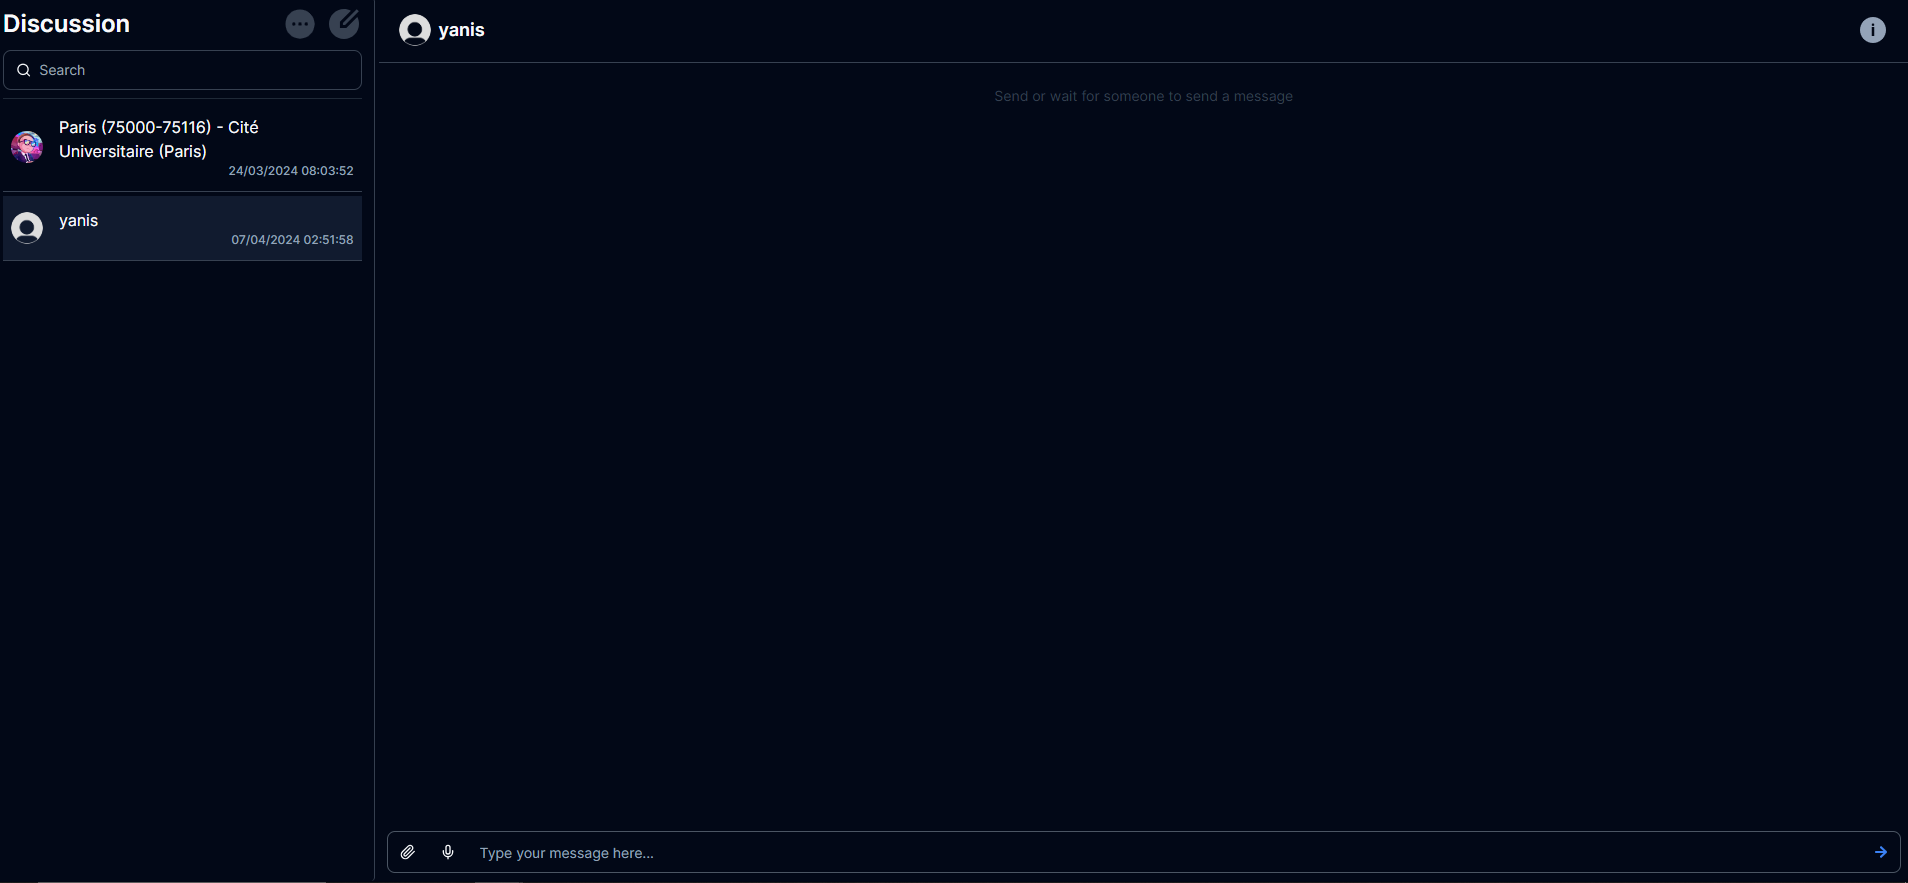 Discussion
Search
Paris (75000-75116) - Cité
Universitaire (Paris)
24/03/2024 08:03:52
yanis
07/04/2024 02:51:58
yanis
i
Send or wait for someone to send a message
Type your message here...